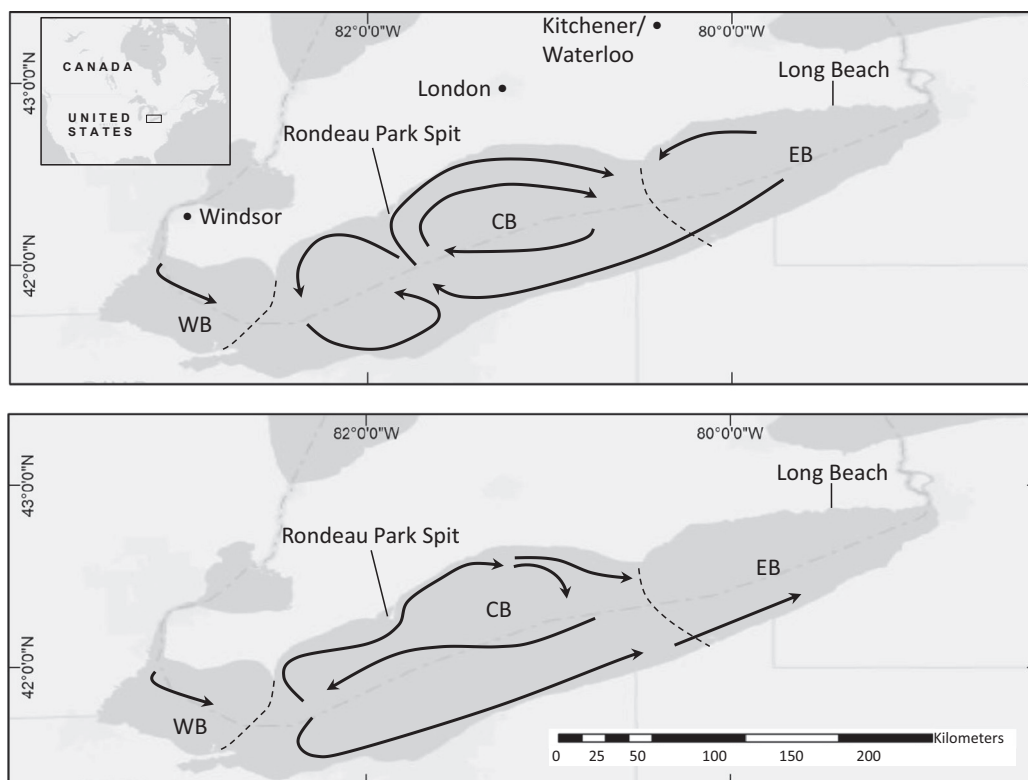 82°0'0"W
Kitchener/
Waterloo
80°0'0"W
CANADA
UNITED
STATES
43°0'0"N
London
Long Beach
Rondeau Park Spit
Windsor
EB
CB
42°0'0"N
WB
82°0'0"W
80°0'0"W
43°0'0"N
Long Beach
Rondeau Park Spit
EB
CB
42°0'0"N
WB
Kilometers
0 25 50 100 150 200